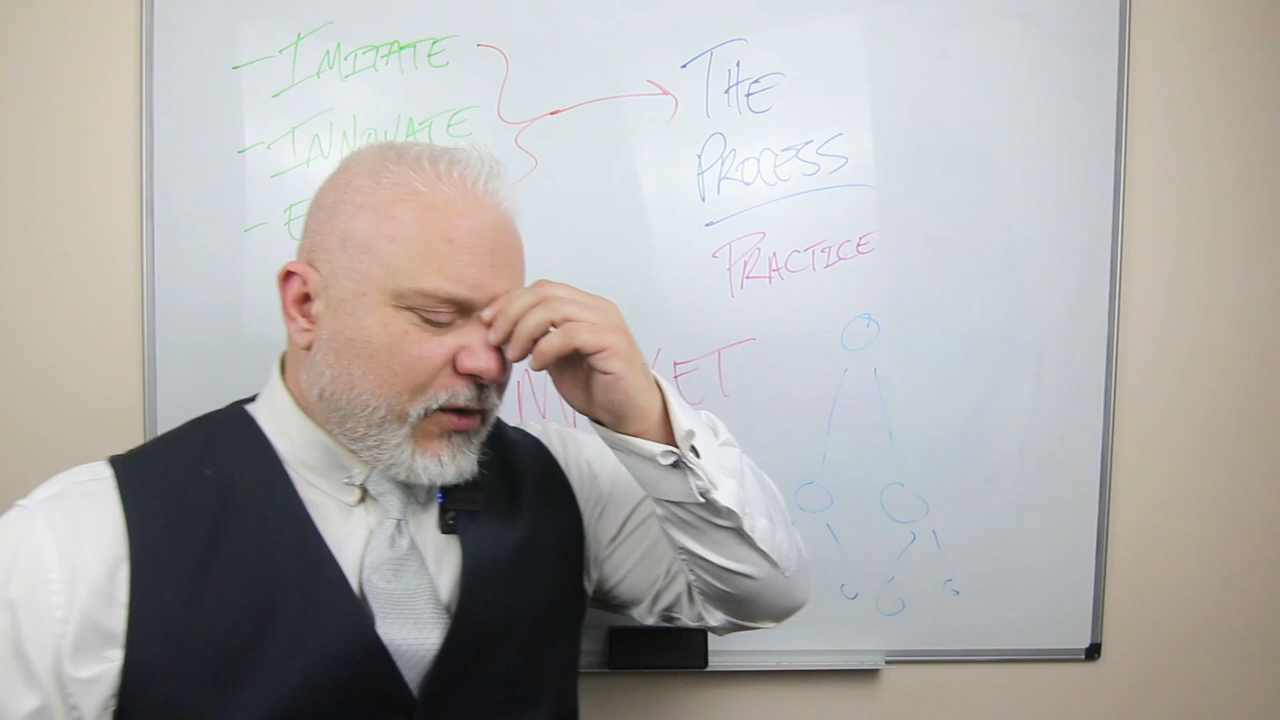 - IMITATE
- INNOVATE
THE
PROCESS
PRACTICE